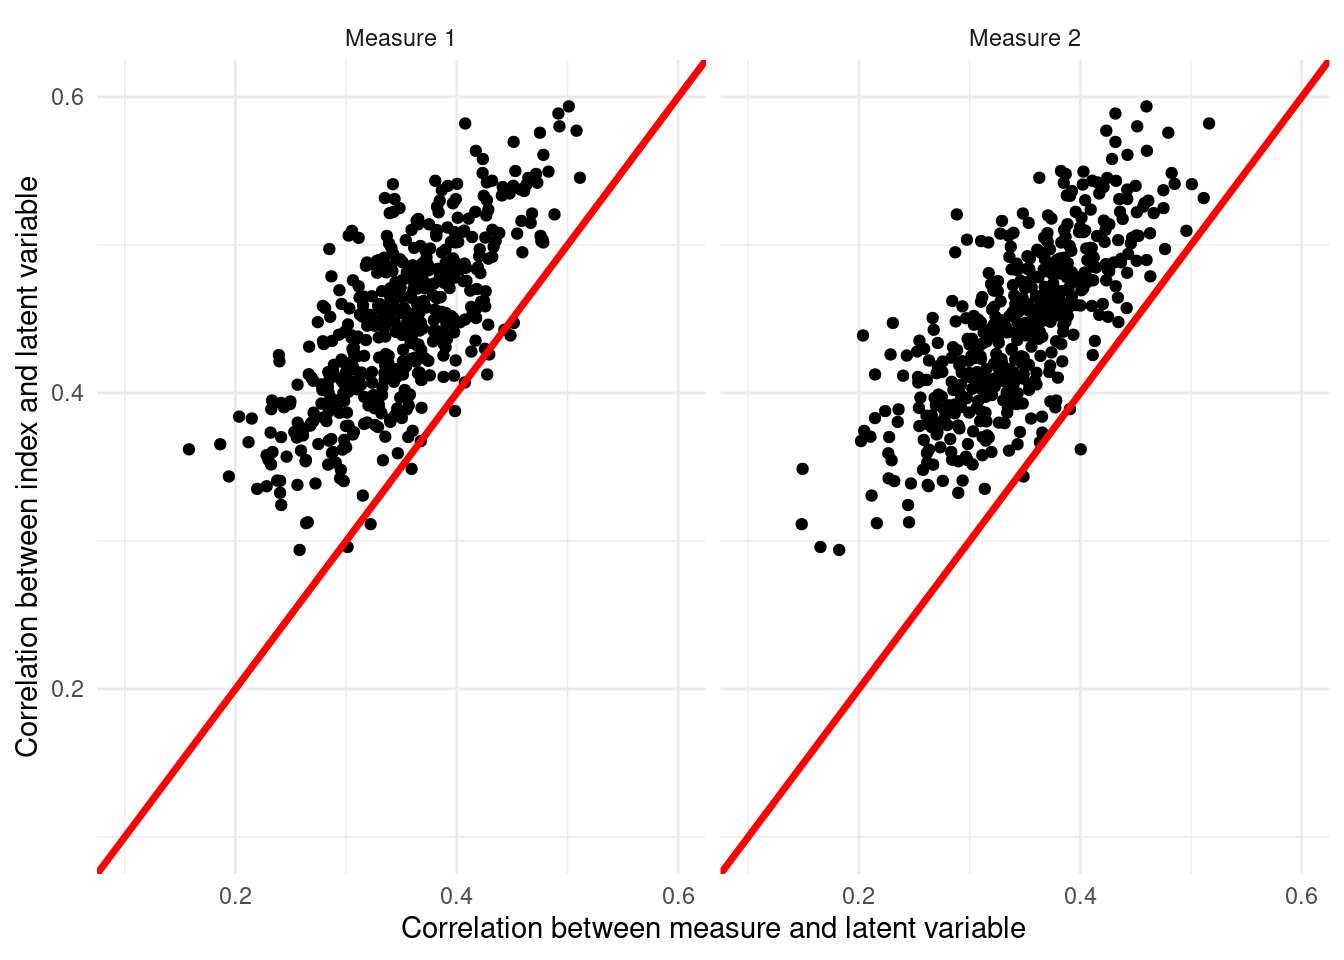 Measure 1
Measure 2
Correlation between index and latent variable
0.6
0.4
0.2
0.2
0.4
0.6
0.2
0.4
0.6
Correlation between measure and latent variable